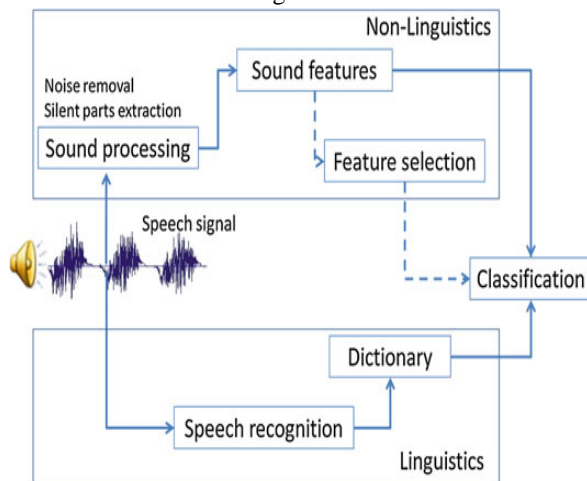 Non-Linguistics
Sound features
Noise removal
Silent parts extraction
Sound processing
Feature selection
Speech signal
Classification
Dictionary
Speech recognition
Linguistics